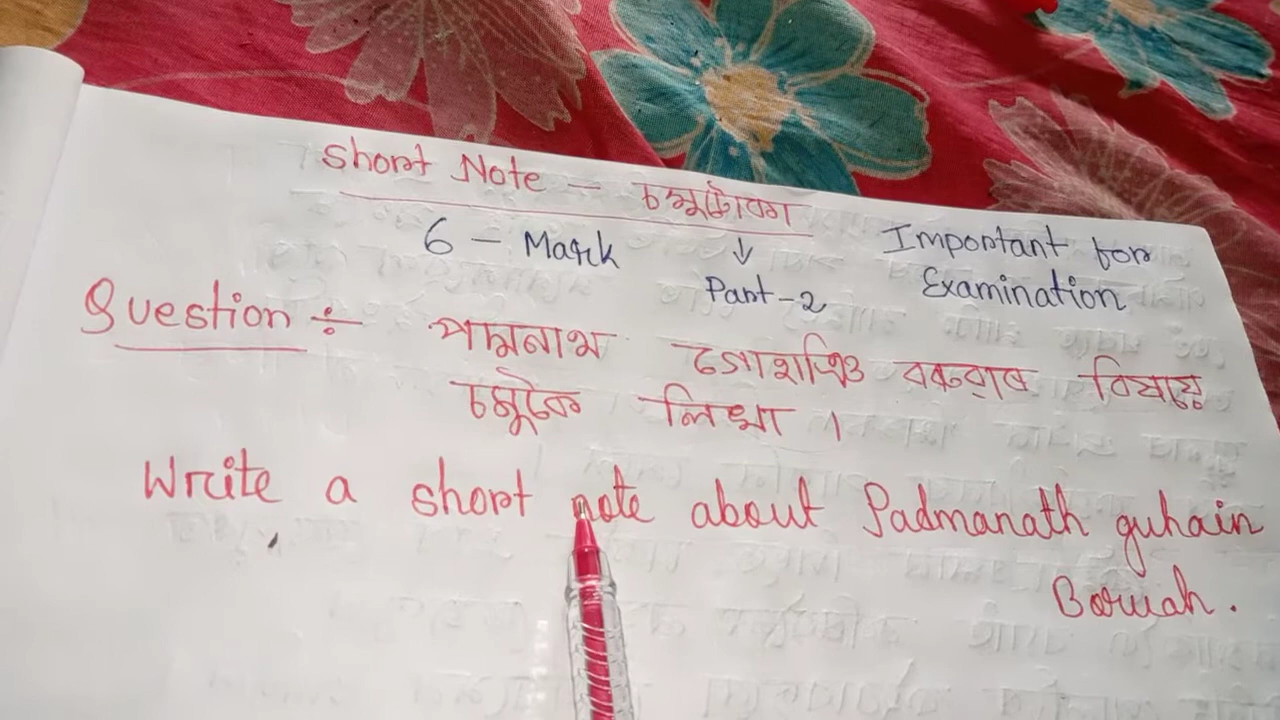 Short Note - চমুটোকা
6 - Mark
↓
Part-2
Important for
Examination
Question ÷ পদ্মনাথ গোহাঞি বৰুৱাৰ বিষয়ে
চমুকৈ লিখা ।
Write a short note about Padmanath guhain
Boruah.